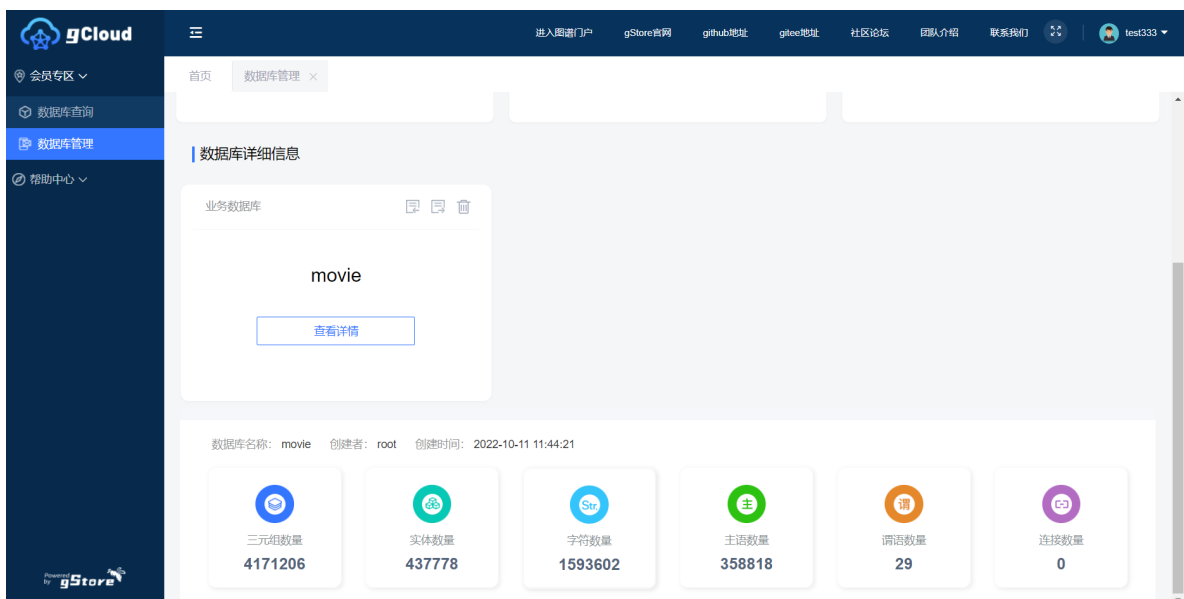 gCloud
进入图谱门户 gStore官网 github地址 gitee地址 社区论坛 团队介绍 联系我们 test333
会员专区
首页 数据库管理 ×
数据库查询
数据库管理
帮助中心
数据库详细信息
业务数据库
movie
查看详情
数据库名称: movie 创建者: root 创建时间: 2022-10-11 11:44:21
Str. 主 谓
三元组数量 实体数量 字符数量 主语数量 谓语数量 连接数量
4171206 437778 1593602 358818 29 0
Powered by gStore